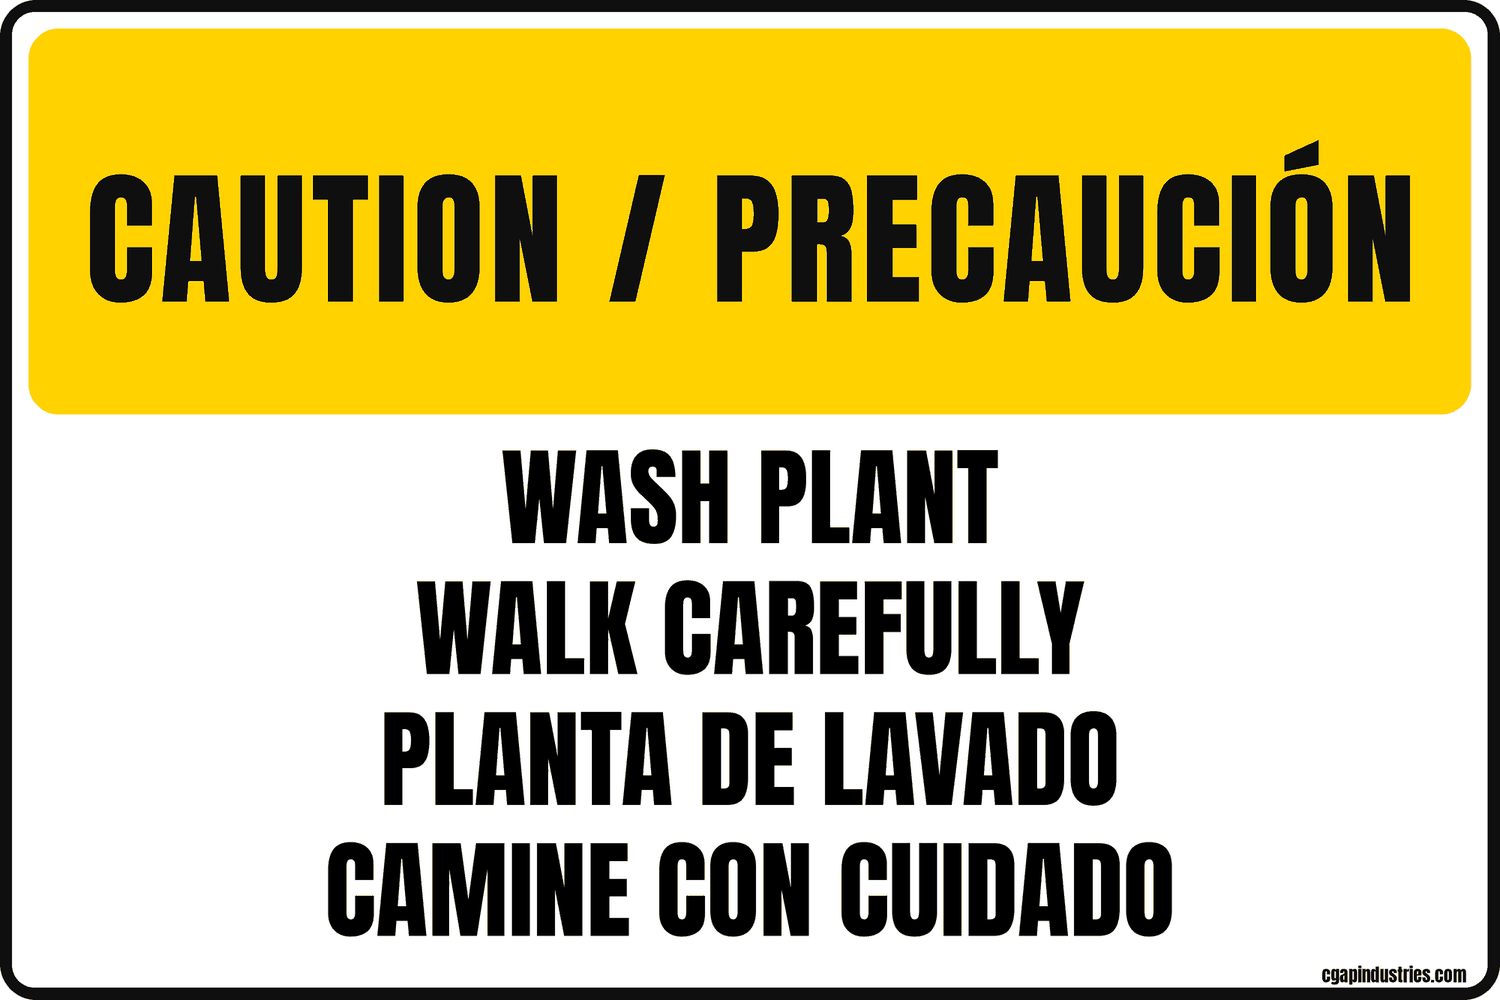 CAUTION / PRECAUCIÓN
WASH PLANT
WALK CAREFULLY
PLANTA DE LAVADO
CAMINE CON CUIDADO
cgapindustries.com